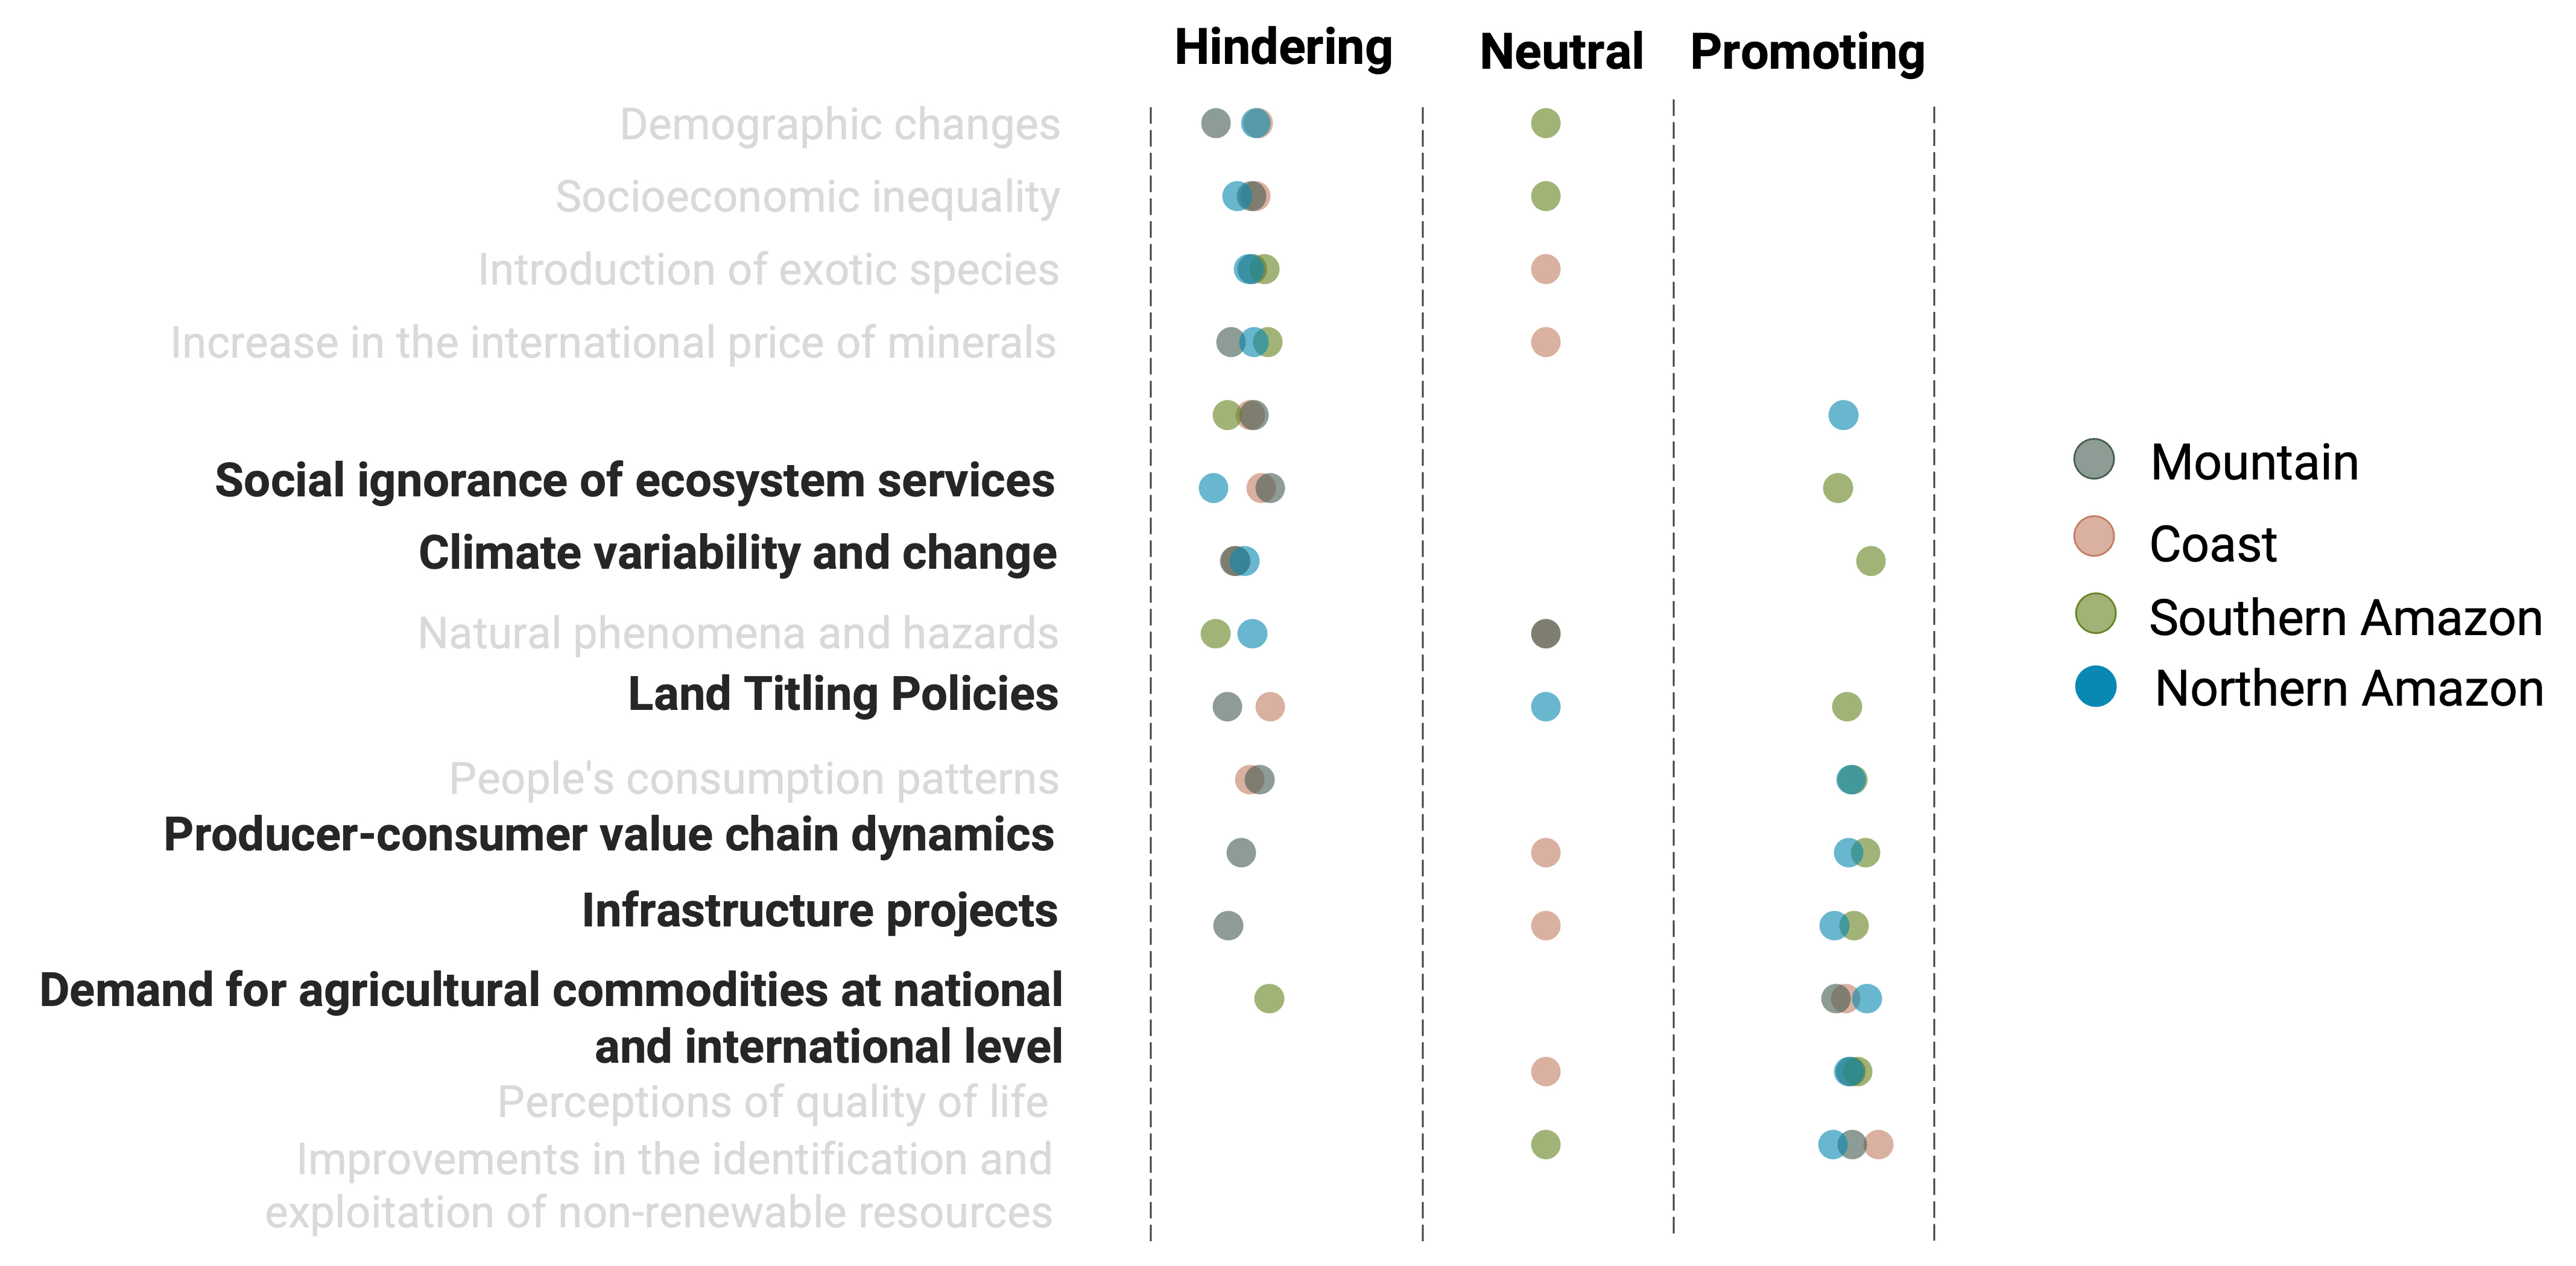 Hindering Neutral Promoting
Demographic changes
Socioeconomic inequality
Introduction of exotic species
Increase in the international price of minerals
Social ignorance of ecosystem services
Climate variability and change
Natural phenomena and hazards
Land Titling Policies
People's consumption patterns
Producer-consumer value chain dynamics
Infrastructure projects
Demand for agricultural commodities at national
and international level
Perceptions of quality of life
Improvements in the identification and
exploitation of non-renewable resources
Mountain
Coast
Southern Amazon
Northern Amazon